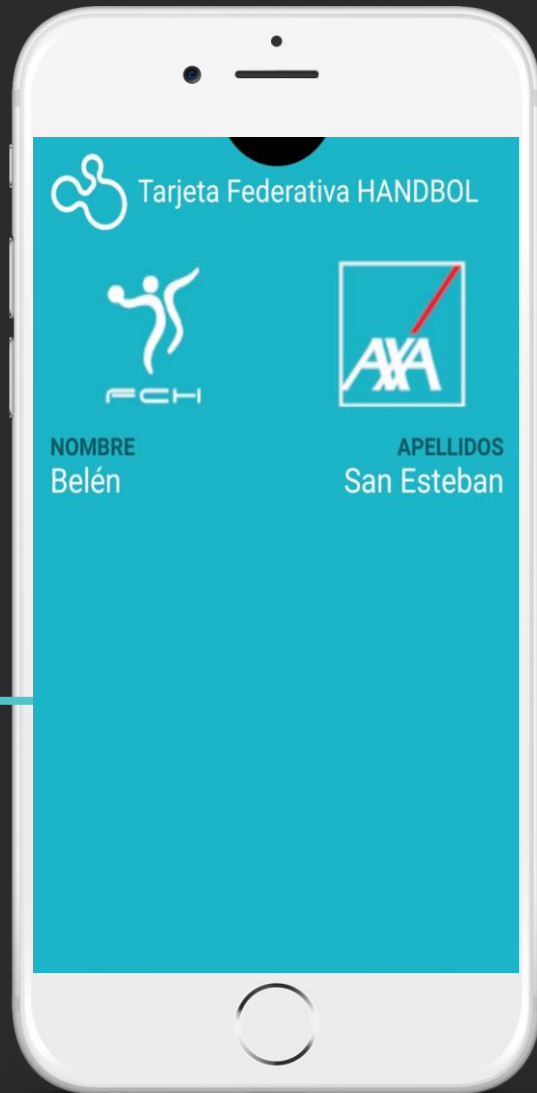 Tarjeta Federativa HANDBOL
FCH
AXA
NOMBRE
APELLIDOS
Belén
San Esteban